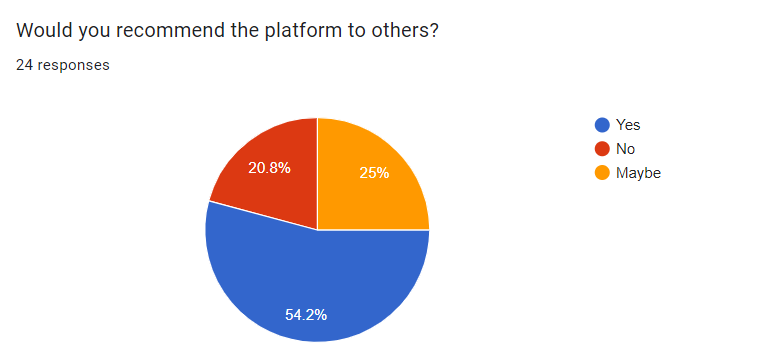 Would you recommend the platform to others?
24 responses
Yes
No
Maybe
20.8%
25%
54.2%